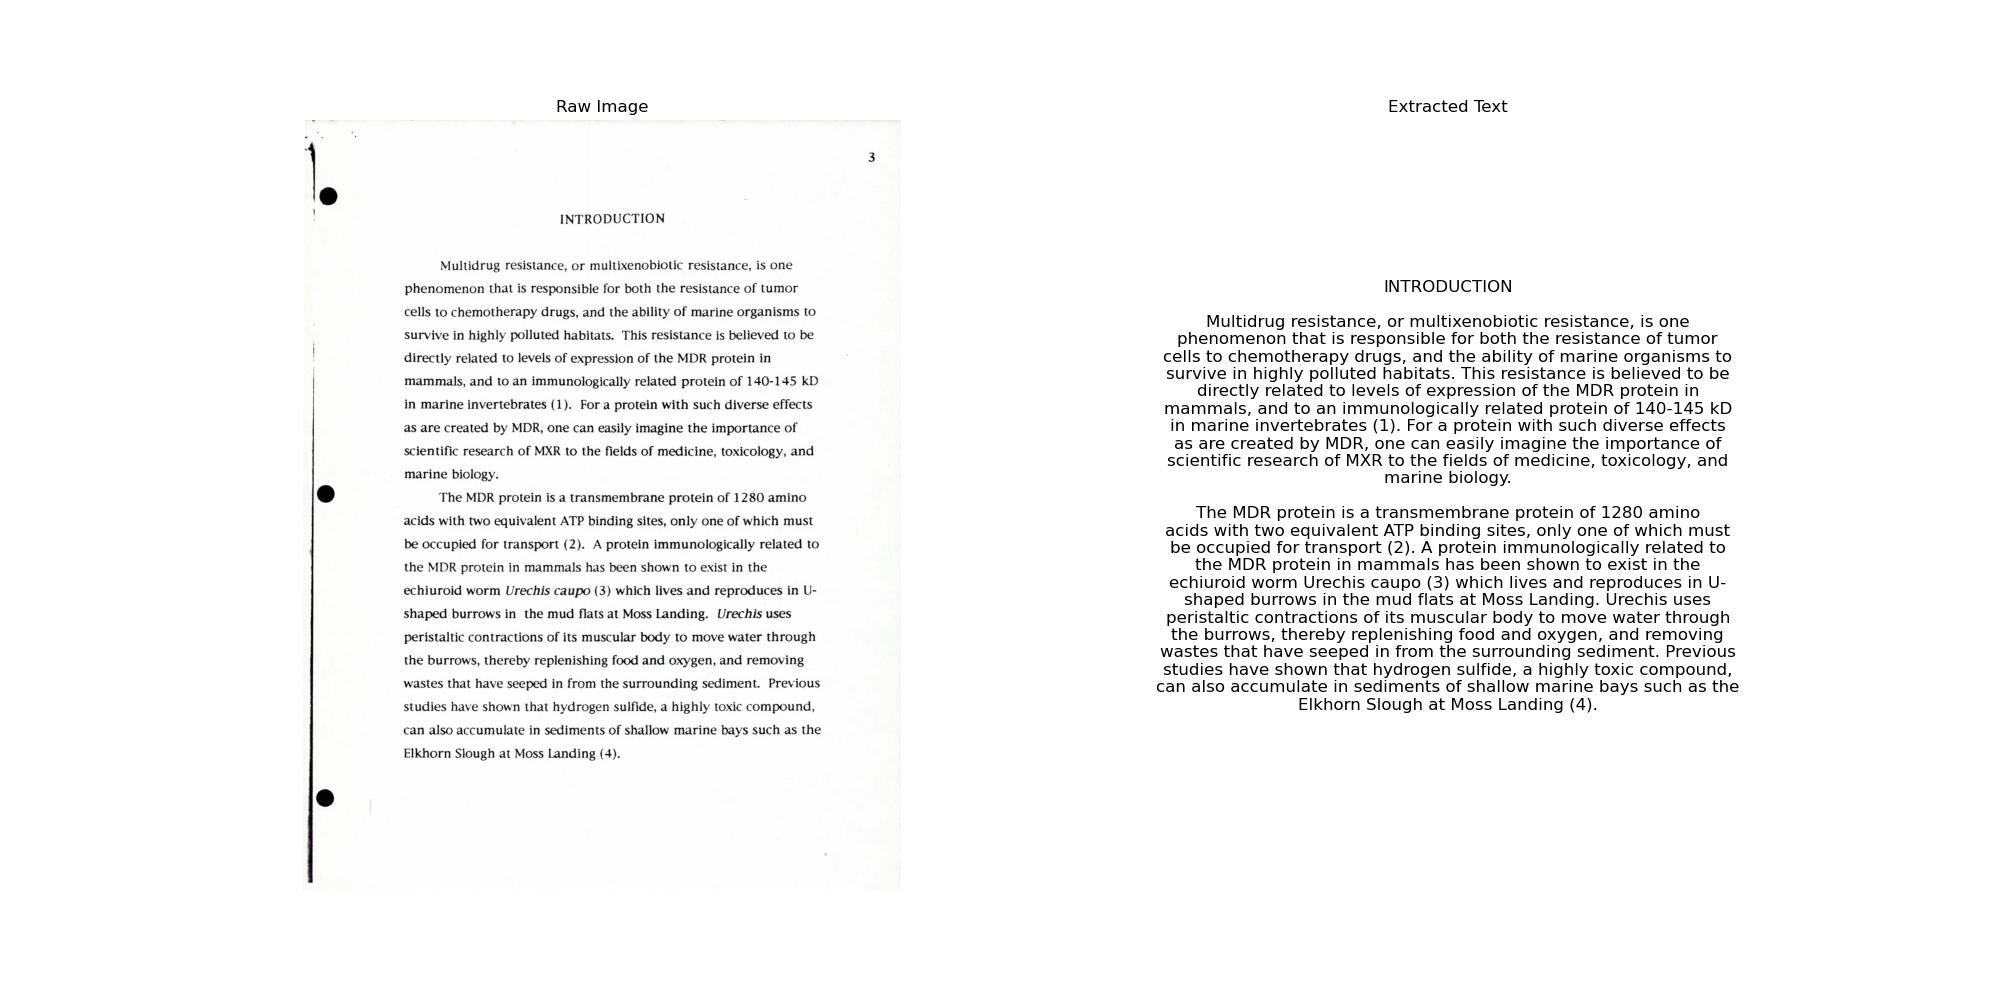 Raw Image
3
INTRODUCTION
Multidrug resistance, or multixenobiotic resistance, is one
phenomenon that is responsible for both the resistance of tumor
cells to chemotherapy drugs, and the ability of marine organisms to
survive in highly polluted habitats. This resistance is believed to be
directly related to levels of expression of the MDR protein in
mammals, and to an immunologically related protein of 140-145 kD
in marine invertebrates (1). For a protein with such diverse effects
as are created by MDR, one can easily imagine the importance of
scientific research of MXR to the fields of medicine, toxicology, and
marine biology.
The MDR protein is a transmembrane protein of 1280 amino
acids with two equivalent ATP binding sites, only one of which must
be occupied for transport (2). A protein immunologically related to
the MDR protein in mammals has been shown to exist in the
echiuroid worm Urechis caupo (3) which lives and reproduces in U-
shaped burrows in the mud flats at Moss Landing. Urechis uses
peristaltic contractions of its muscular body to move water through
the burrows, thereby replenishing food and oxygen, and removing
wastes that have seeped in from the surrounding sediment. Previous
studies have shown that hydrogen sulfide, a highly toxic compound,
can also accumulate in sediments of shallow marine bays such as the
Elkhorn Slough at Moss Landing (4).
Extracted Text
INTRODUCTION
Multidrug resistance, or multixenobiotic resistance, is one
phenomenon that is responsible for both the resistance of tumor
cells to chemotherapy drugs, and the ability of marine organisms to
survive in highly polluted habitats. This resistance is believed to be
directly related to levels of expression of the MDR protein in
mammals, and to an immunologically related protein of 140-145 kD
in marine invertebrates (1). For a protein with such diverse effects
as are created by MDR, one can easily imagine the importance of
scientific research of MXR to the fields of medicine, toxicology, and
marine biology.
The MDR protein is a transmembrane protein of 1280 amino
acids with two equivalent ATP binding sites, only one of which must
be occupied for transport (2). A protein immunologically related to
the MDR protein in mammals has been shown to exist in the
echiuroid worm Urechis caupo (3) which lives and reproduces in U-
shaped burrows in the mud flats at Moss Landing. Urechis uses
peristaltic contractions of its muscular body to move water through
the burrows, thereby replenishing food and oxygen, and removing
wastes that have seeped in from the surrounding sediment. Previous
studies have shown that hydrogen sulfide, a highly toxic compound,
can also accumulate in sediments of shallow marine bays such as the
Elkhorn Slough at Moss Landing (4).